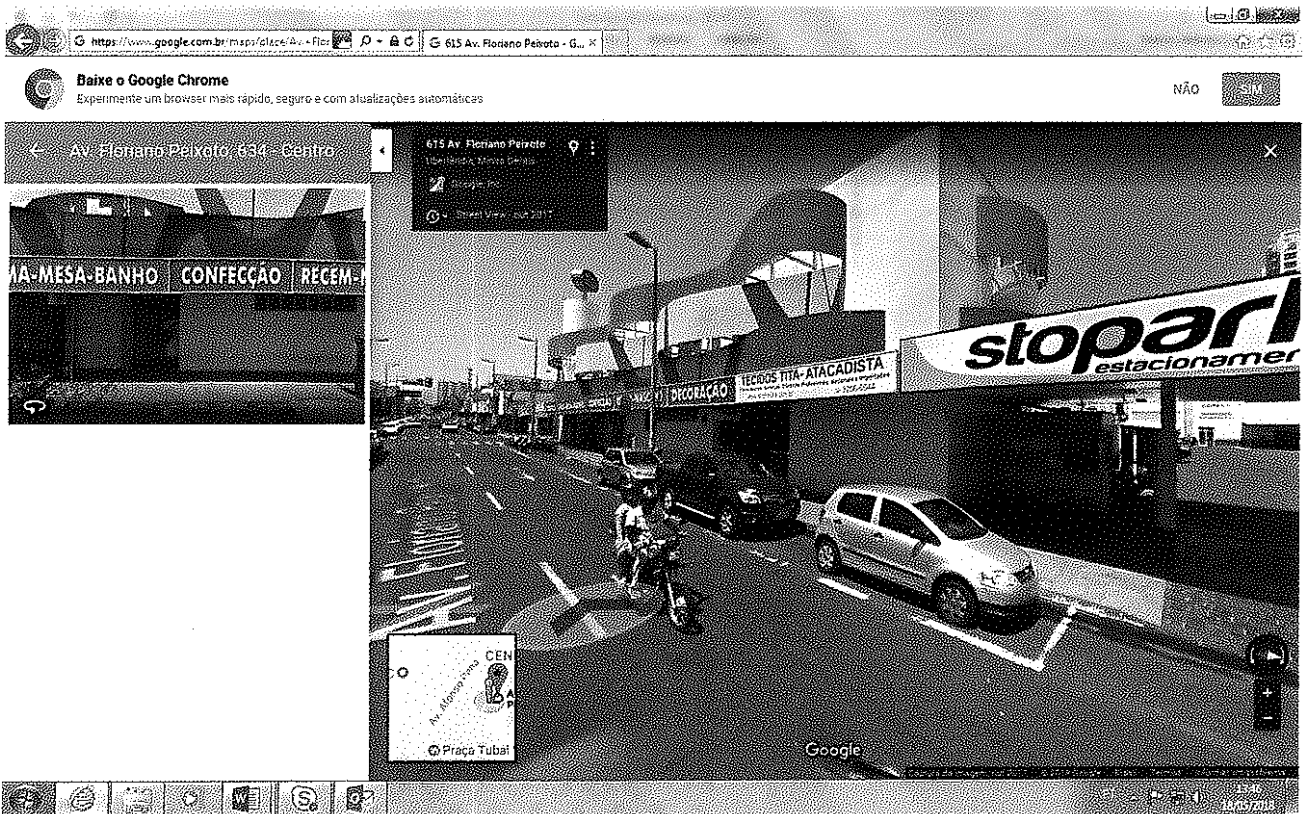 https://www.google.com.br/maps/place/Av.+Flor
G 615 Av. Floriano Peixoto - G...
Baixe o Google Chrome
Experimente um browser mais rápido, seguro e com atualizações automáticas
NÃO
SIM
Av. Floriano Peixoto, 634 - Centro
615 Av. Floriano Peixoto
Uberlândia, Minas Gerais
Google, Inc.
Street View - out 2017
MA-MESA-BANHO
CONFECÇÃO
RECEM-N
DECORAÇÃO
TECIDOS TITA-ATACADISTA
stopark
estacionamen
CEN
Av. Afonso Pena
A
P
Praça Tubal
Google
13:46
18/05/2018